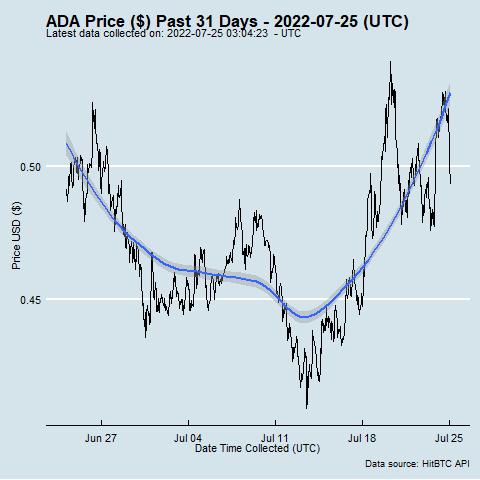 ADA Price ($) Past 31 Days - 2022-07-25 (UTC)
Latest data collected on: 2022-07-25 03:04:23 - UTC
0.50
0.45
Price USD ($)
Jun 27 Jul 04 Jul 11 Jul 18 Jul 25
Date Time Collected (UTC)
Data source: HitBTC API